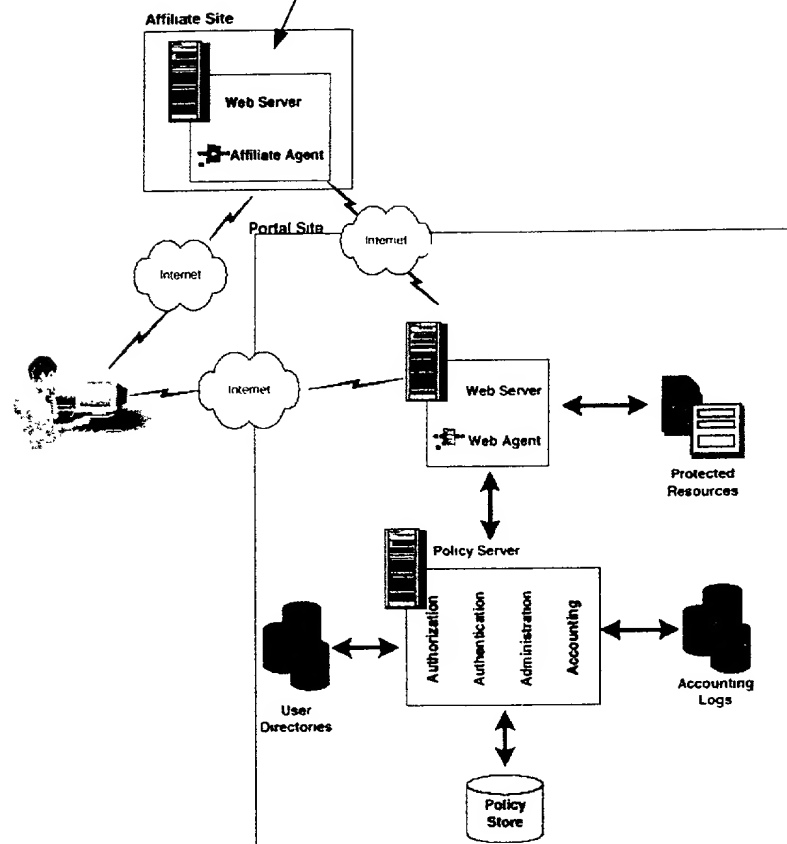 Affiliate Site
Web Server
Affiliate Agent
Portal Site
Internet
Internet
Internet
Web Server
Web Agent
Protected
Resources
Policy Server
Authorization
Authentication
Administration
Accounting
User
Directories
Accounting
Logs
Policy
Store